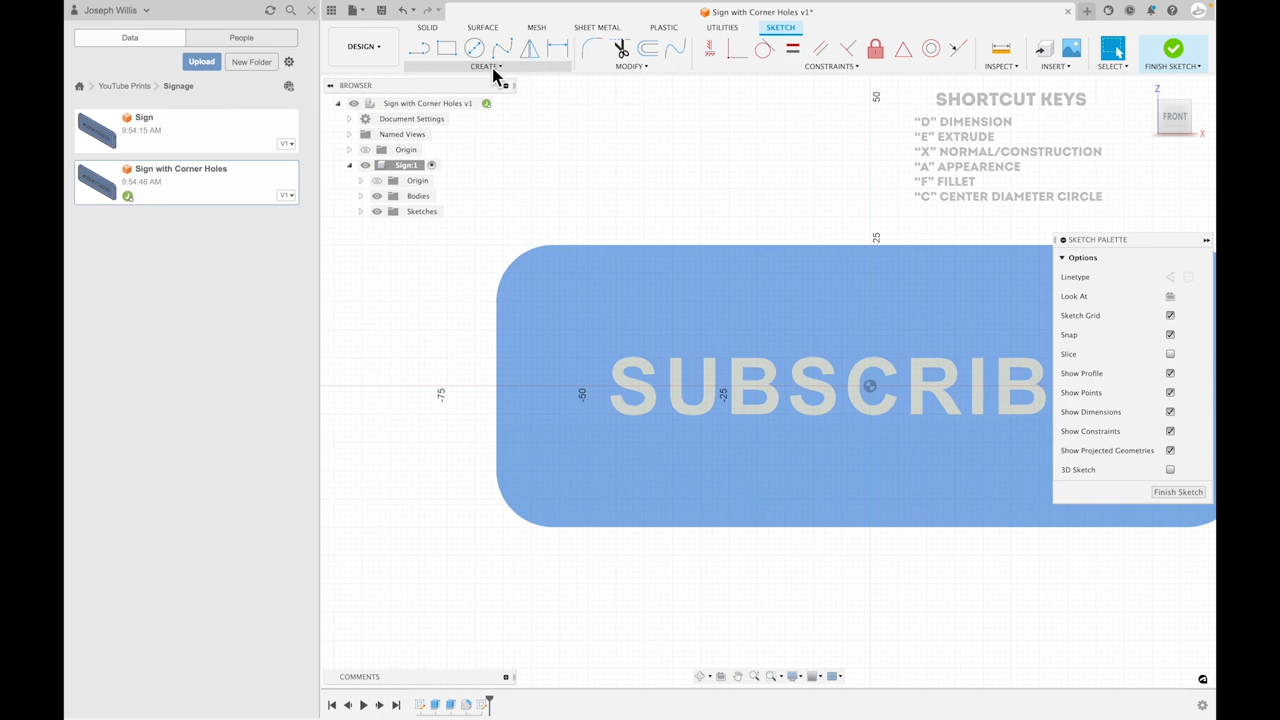 Joseph Willis
Sign with Corner Holes v1*
Data
People
Upload
New Folder
YouTube Prints
Signage
Sign
9:54:15 AM
V1
Sign with Corner Holes
9:54:46 AM
V1
DESIGN
SOLID
SURFACE
MESH
SHEET METAL
PLASTIC
UTILITIES
SKETCH
CREATE
MODIFY
CONSTRAINTS
INSPECT
INSERT
SELECT
FINISH SKETCH
BROWSER
Sign with Corner Holes v1
Document Settings
Named Views
Origin
Sign:1
Origin
Bodies
Sketches
SHORTCUT KEYS
“D” DIMENSION
“E” EXTRUDE
“X” NORMAL/CONSTRUCTION
“A” APPEARENCE
“F” FILLET
“C” CENTER DIAMETER CIRCLE
Z
FRONT
X
50
25
-75
-50
-25
SUBSCRIB
SKETCH PALETTE
Options
Linetype
Look At
Sketch Grid
Snap
Slice
Show Profile
Show Points
Show Dimensions
Show Constraints
Show Projected Geometries
3D Sketch
Finish Sketch
COMMENTS